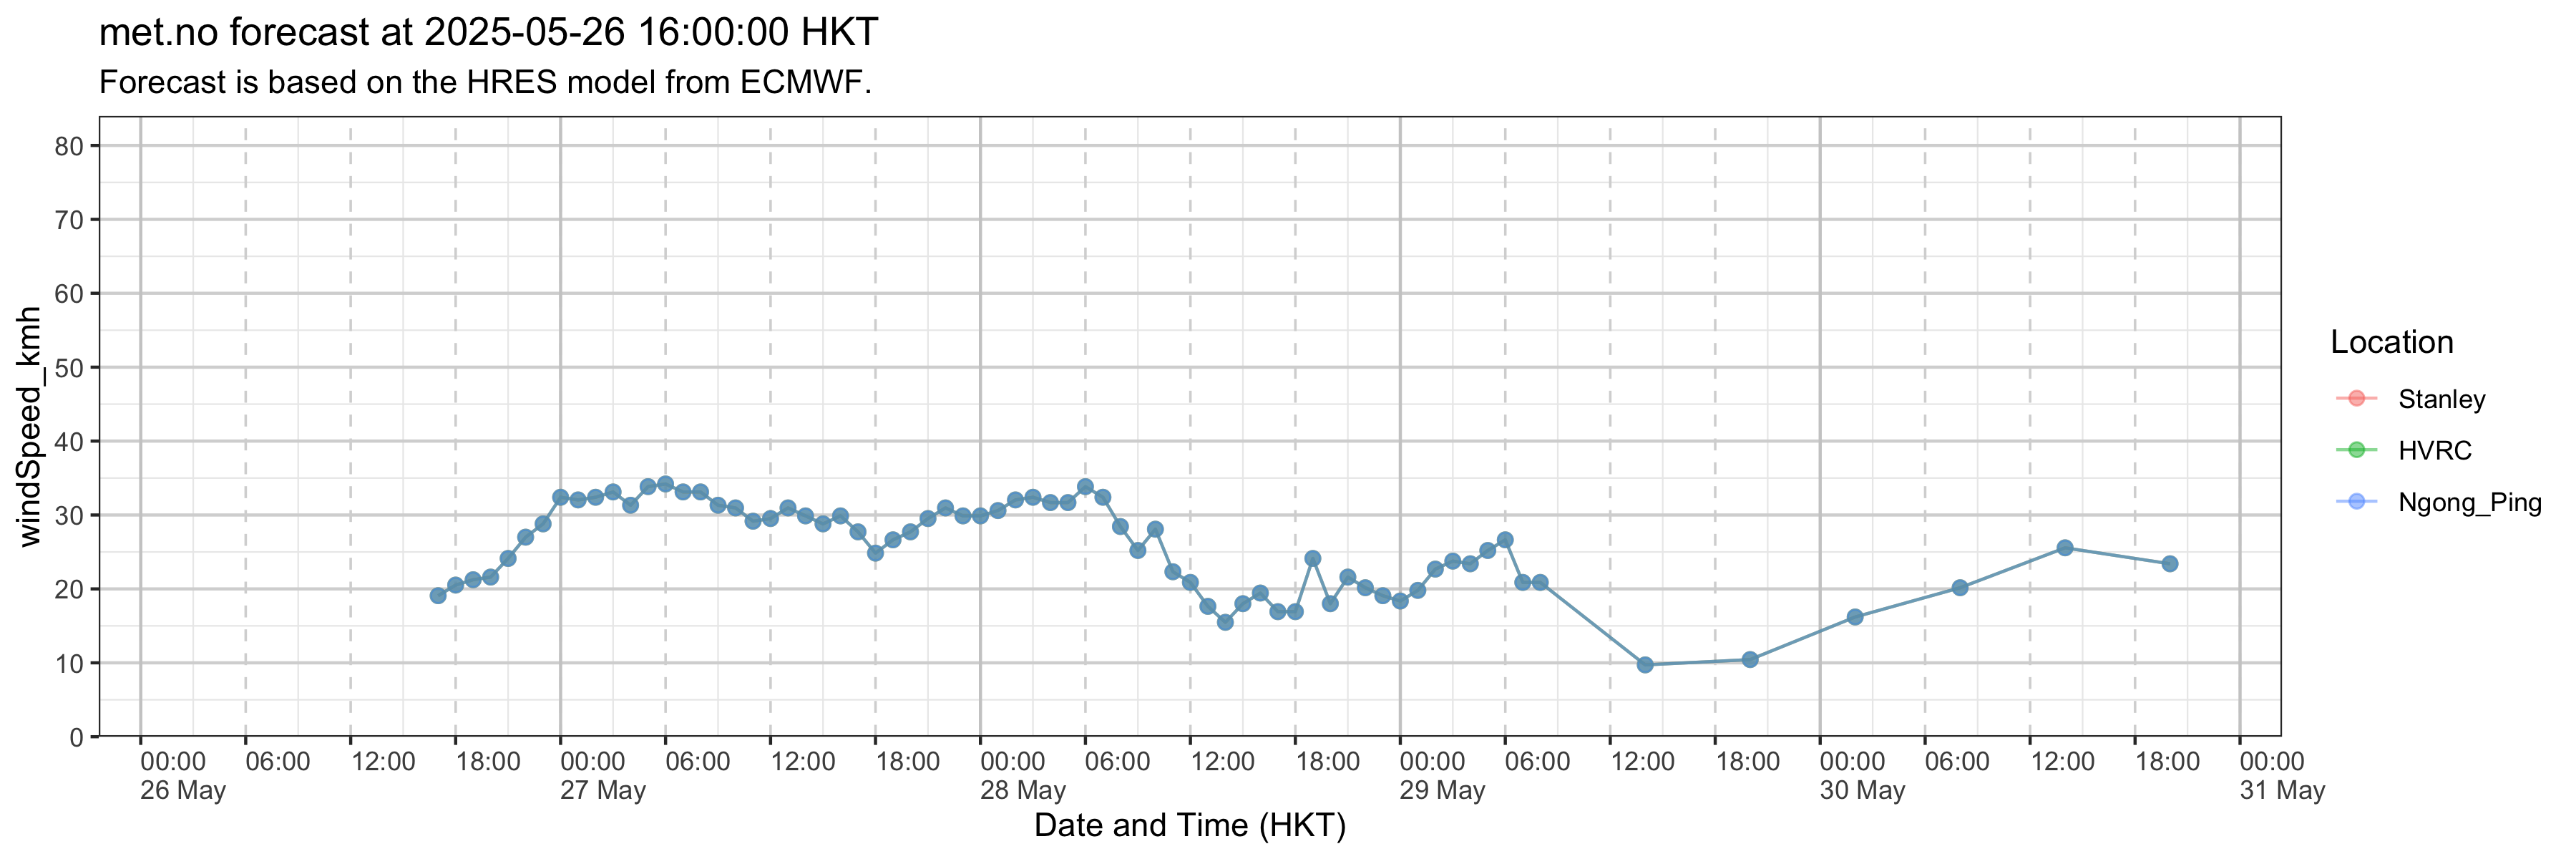 met.no forecast at 2025-05-26 16:00:00 HKT
Forecast is based on the HRES model from ECMWF.
windSpeed_kmh
80
70
60
50
40
30
20
10
0
00:00 06:00 12:00 18:00 00:00 06:00 12:00 18:00 00:00 06:00 12:00 18:00 00:00 06:00 12:00 18:00 00:00 06:00 12:00 18:00 00:00
26 May 27 May 28 May 29 May 30 May 31 May
Date and Time (HKT)
Location
Stanley
HVRC
Ngong_Ping